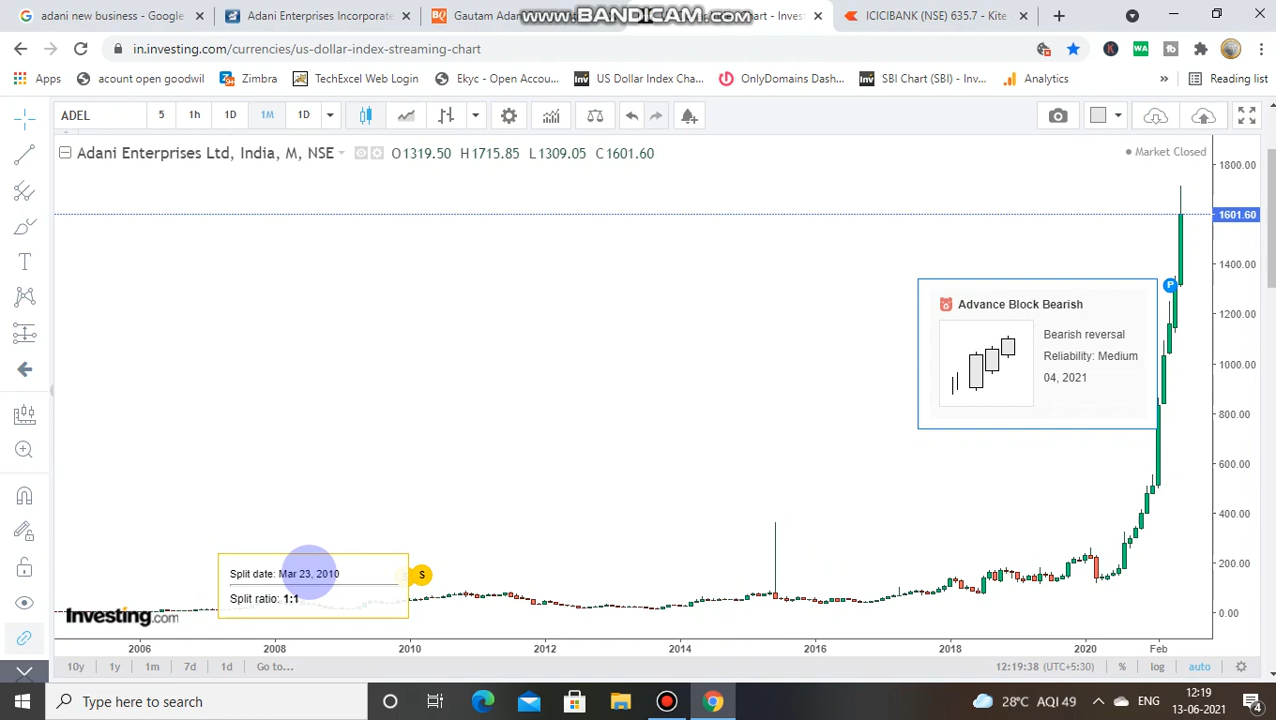 adani new business - Google
Adani Enterprises Incorporate
Gautam Adan
www.BANDICAM.com
hart - Invest
ICICIBANK (NSE) 635.7 - Kite
in.investing.com/currencies/us-dollar-index-streaming-chart
Apps
acount open goodwil
Zimbra
TechExcel Web Login
Ekyc - Open Accou...
US Dollar Index Cha...
OnlyDomains Dash...
SBI Chart (SBI) - Inv...
Analytics
»
Reading list
ADEL
5
1h
1D
1M
1D
Adani Enterprises Ltd, India, M, NSE
O1319.50 H1715.85 L1309.05 C1601.60
Market Closed
1800.00
1601.60
1400.00
1200.00
1000.00
800.00
600.00
400.00
200.00
0.00
Advance Block Bearish
Bearish reversal
Reliability: Medium
04, 2021
P
Split date: Mar 23, 2010
Split ratio: 1:1
S
Investing.com
2006
2008
2010
2012
2014
2016
2018
2020
Feb
10y
1y
1m
7d
1d
Go to...
12:19:38 (UTC+5:30)
%
log
auto
Type here to search
28°C AQI 49
ENG
12:19
13-06-2021
4